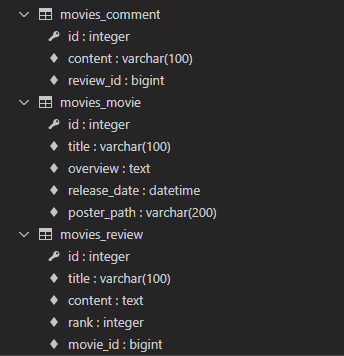 movies_comment
id : integer
content : varchar(100)
review_id : bigint
movies_movie
id : integer
title : varchar(100)
overview : text
release_date : datetime
poster_path : varchar(200)
movies_review
id : integer
title : varchar(100)
content : text
rank : integer
movie_id : bigint